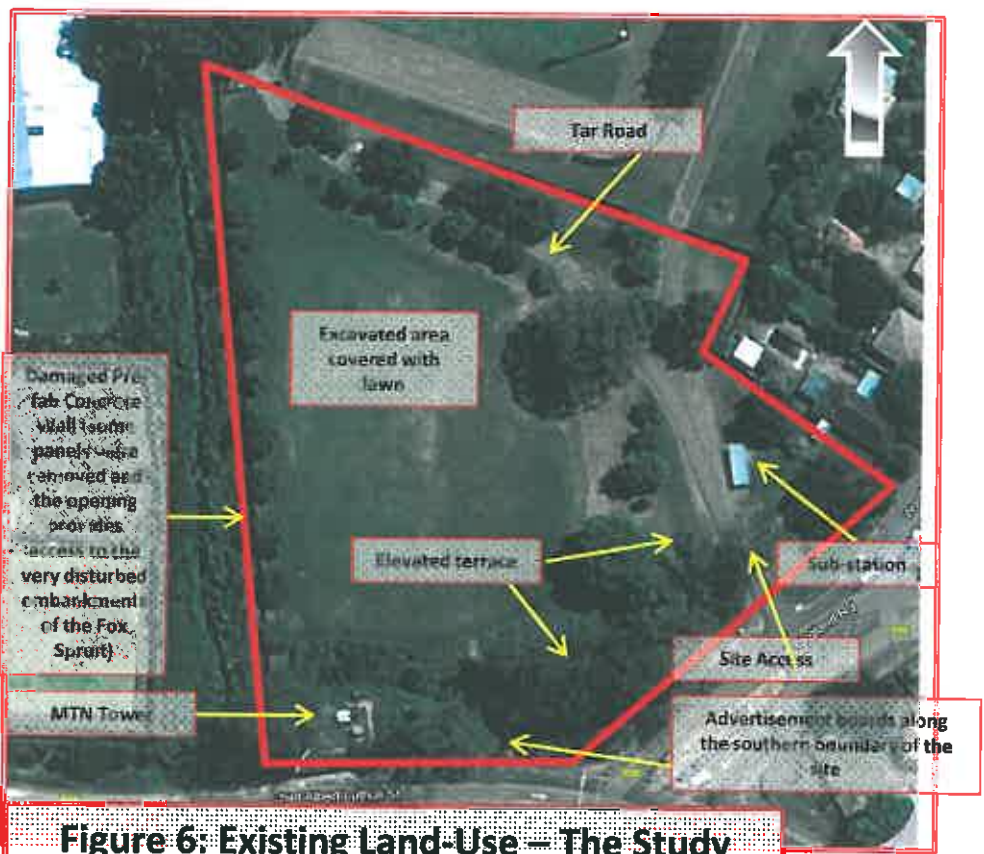 Tar Road
Excavated area
covered with
lawn
Damaged Pre-
fab Concrete
Wall (some
panels were
removed and
the opening
provides
access to the
very disturbed
embankments
of the Fox
Spruit)
Elevated terrace
Sub-station
Site Access
MTN Tower
Advertisement boards along
the southern boundary of the
site
Figure 6: Existing Land-Use – The Study